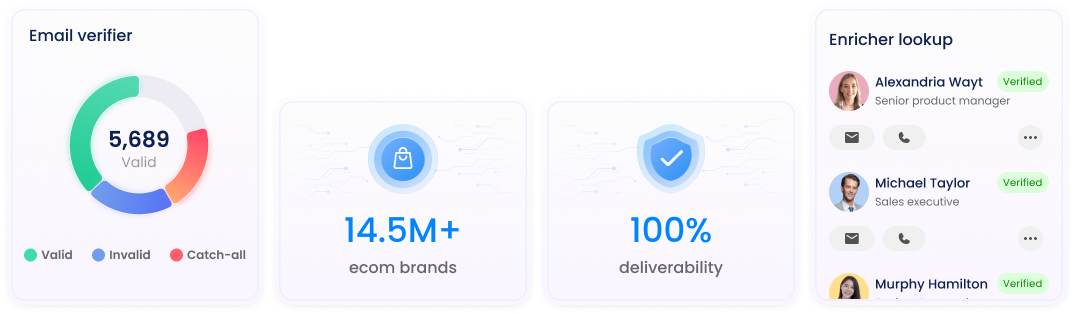 Email verifier
5,689
Valid
Valid
Invalid
Catch-all
14.5M+
ecom brands
100%
deliverability
Enricher lookup
Alexandria Wayt
Verified
Senior product manager
Michael Taylor
Verified
Sales executive
Murphy Hamilton
Verified